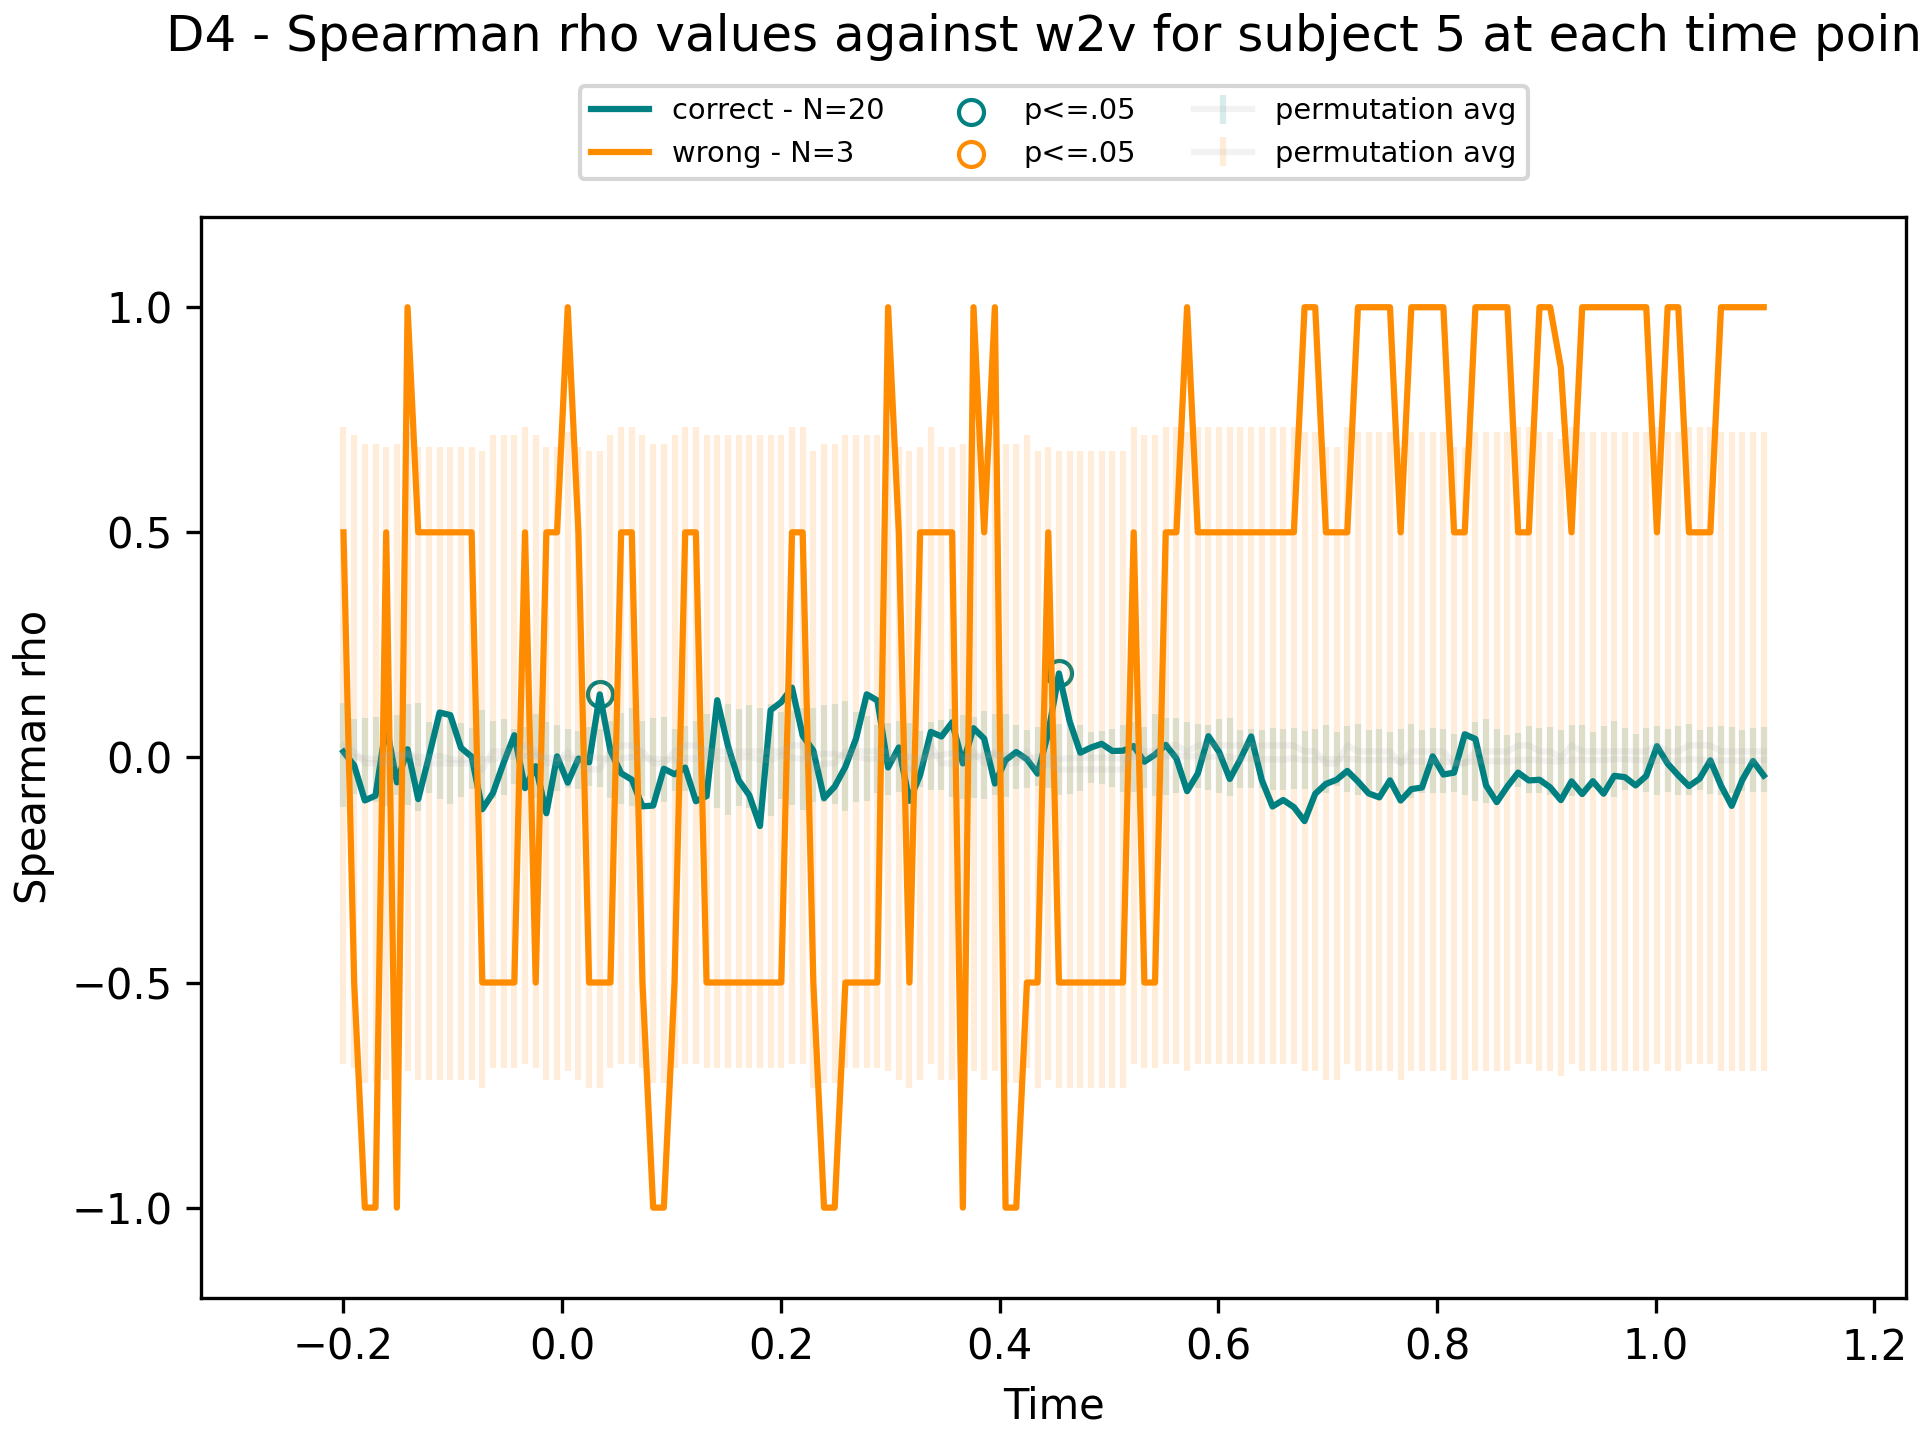 D4 - Spearman rho values against w2v for subject 5 at each time poin
correct - N=20
wrong - N=3
p<=.05
p<=.05
permutation avg
permutation avg
Spearman rho
1.0
0.5
0.0
−0.5
−1.0
−0.2 0.0 0.2 0.4 0.6 0.8 1.0 1.2
Time